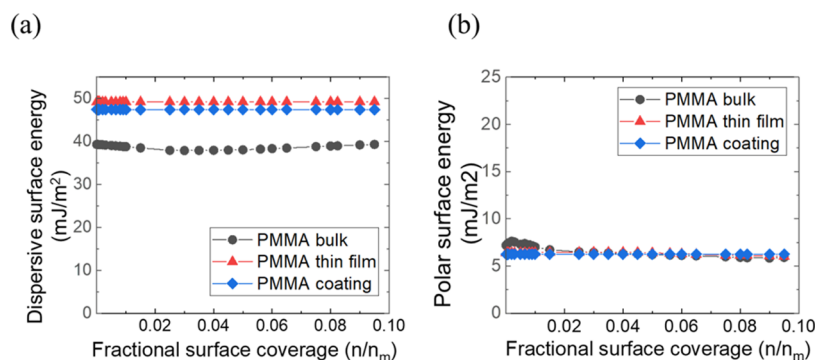 (a)
(b)
Dispersive surface energy
(mJ/m²)
50
40
30
20
10
0
PMMA bulk
PMMA thin film
PMMA coating
0.02 0.04 0.06 0.08 0.10
Fractional surface coverage (n/nₘ)
Polar surface energy
(mJ/m2)
25
20
15
10
5
0
PMMA bulk
PMMA thin film
PMMA coating
0.02 0.04 0.06 0.08 0.10
Fractional surface coverage (n/nₘ)